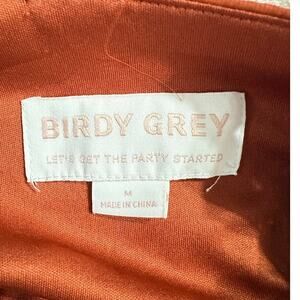 BIRDY GREY
LET'S GET THE PARTY STARTED
M
MADE IN CHINA